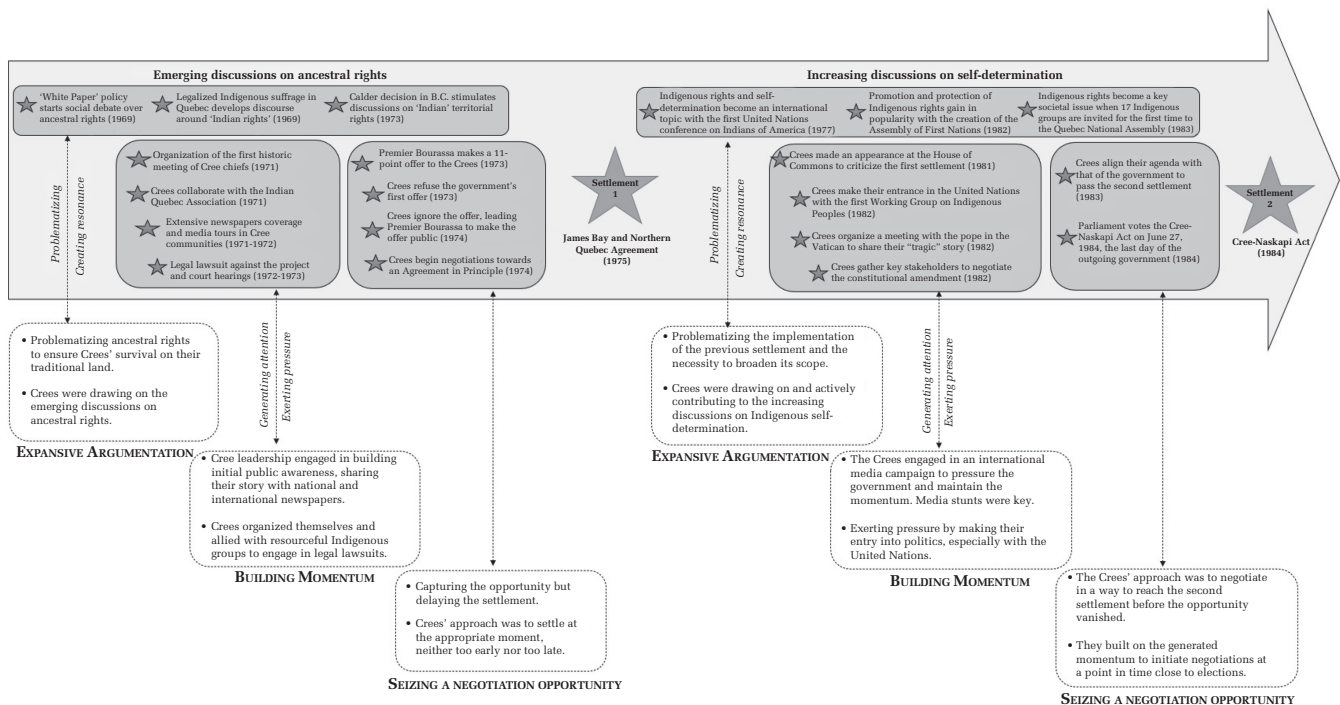 Emerging discussions on ancestral rights
'White Paper' policy
starts social debate over
ancestral rights (1969)
Legalized Indigenous suffrage in
Quebec develops discourse
around 'Indian rights' (1969)
Calder decision in B.C. stimulates
discussions on 'Indian' territorial
rights (1973)
Organization of the first historic
meeting of Cree chiefs (1971)
Crees collaborate with the Indian
Quebec Association (1971)
Extensive newspapers coverage
and media tours in Cree
communities (1971-1972)
Legal lawsuit against the project
and court hearings (1972-1973)
Premier Bourassa makes a 11-
point offer to the Crees (1973)
Crees refuse the government's
first offer (1973)
Crees ignore the offer, leading
Premier Bourassa to make the
offer public (1974)
Crees begin negotiations towards
an Agreement in Principle (1974)
Settlement
1
James Bay and Northern
Quebec Agreement
(1975)
Increasing discussions on self-determination
Indigenous rights and self-
determination become an international
topic with the first United Nations
conference on Indians of America (1977)
Promotion and protection of
Indigenous rights gain in
popularity with the creation of the
Assembly of First Nations (1982)
Indigenous rights become a key
societal issue when 17 Indigenous
groups are invited for the first time to
the Quebec National Assembly (1983)
Crees made an appearance at the House of
Commons to criticize the first settlement (1981)
Crees make their entrance in the United Nations
with the first Working Group on Indigenous
Peoples (1982)
Crees organize a meeting with the pope in the
Vatican to share their "tragic" story (1982)
Crees gather key stakeholders to negotiate
the constitutional amendment (1982)
Crees align their agenda with
that of the government to
pass the second settlement
(1983)
Parliament votes the Cree-
Naskapi Act on June 27,
1984, the last day of the
outgoing government (1984)
Settlement
2
Cree-Naskapi Act
(1984)
Problematizing
Creating resonance
• Problematizing ancestral rights
to ensure Crees' survival on their
traditional land.
• Crees were drawing on the
emerging discussions on
ancestral rights.
EXPANSIVE ARGUMENTATION
Generating attention
Exerting pressure
• Cree leadership engaged in building
initial public awareness, sharing
their story with national and
international newspapers.
• Crees organized themselves and
allied with resourceful Indigenous
groups to engage in legal lawsuits.
BUILDING MOMENTUM
• Capturing the opportunity but
delaying the settlement.
• Crees' approach was to settle at
the appropriate moment,
neither too early nor too late.
SEIZING A NEGOTIATION OPPORTUNITY
Problematizing
Creating resonance
• Problematizing the implementation
of the previous settlement and the
necessity to broaden its scope.
• Crees were drawing on and actively
contributing to the increasing
discussions on Indigenous self-
determination.
EXPANSIVE ARGUMENTATION
Generating attention
Exerting pressure
• The Crees engaged in an international
media campaign to pressure the
government and maintain the
momentum. Media stunts were key.
• Exerting pressure by making their
entry into politics, especially with the
United Nations.
BUILDING MOMENTUM
• The Crees' approach was to negotiate
in a way to reach the second
settlement before the opportunity
vanished.
• They built on the generated
momentum to initiate negotiations at
a point in time close to elections.
SEIZING A NEGOTIATION OPPORTUNITY